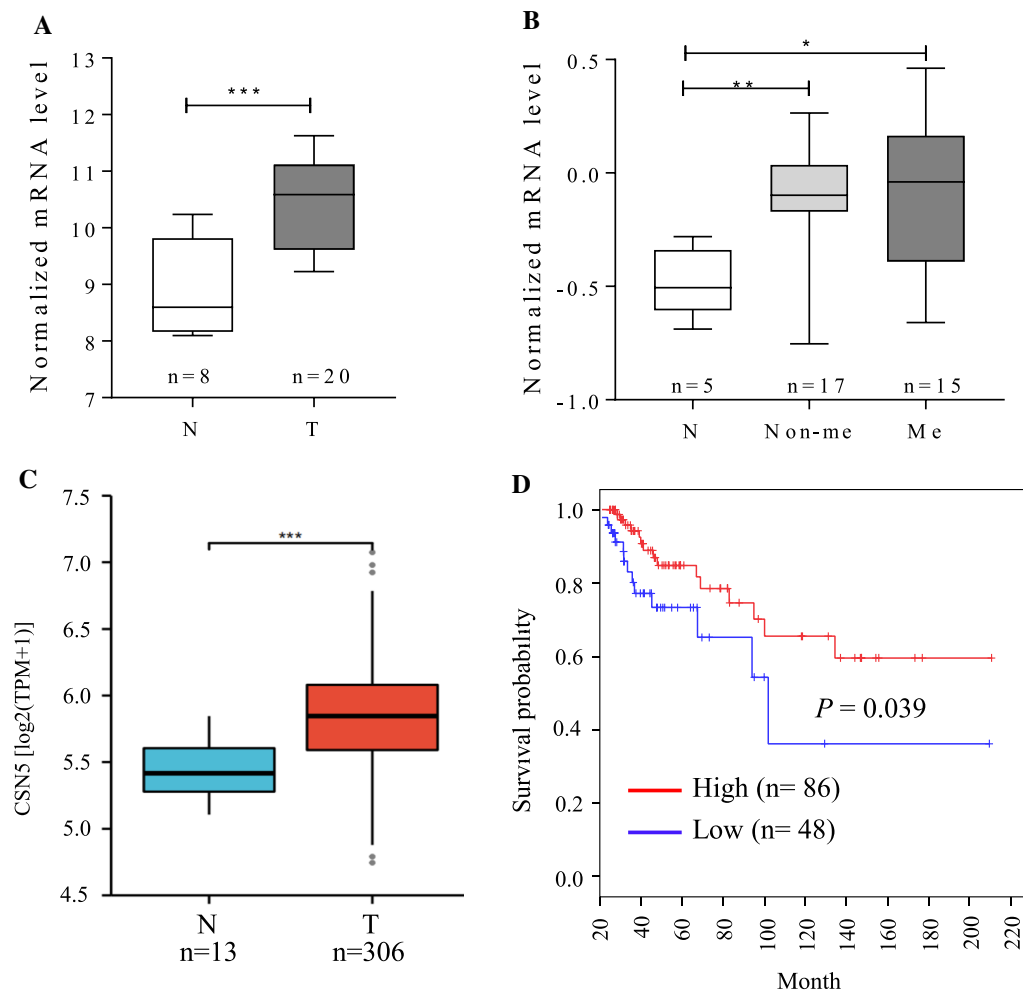 A
Normalized mRNA level
13
12
11
10
9
8
7
***
n=8
n=20
N
T
B
Normalized mRNA level
0.5
0.0
-0.5
-1.0
*
**
n=5
n=17
n=15
N
Non-me
Me
C
CSN5 [log2(TPM+1)]
7.5
7.0
6.5
6.0
5.5
5.0
4.5
***
N
T
n=13
n=306
D
Survival probability
1.0
0.8
0.6
0.4
0.2
0.0
P = 0.039
High (n= 86)
Low (n= 48)
20 40 60 80 100 120 140 160 180 200 220
Month